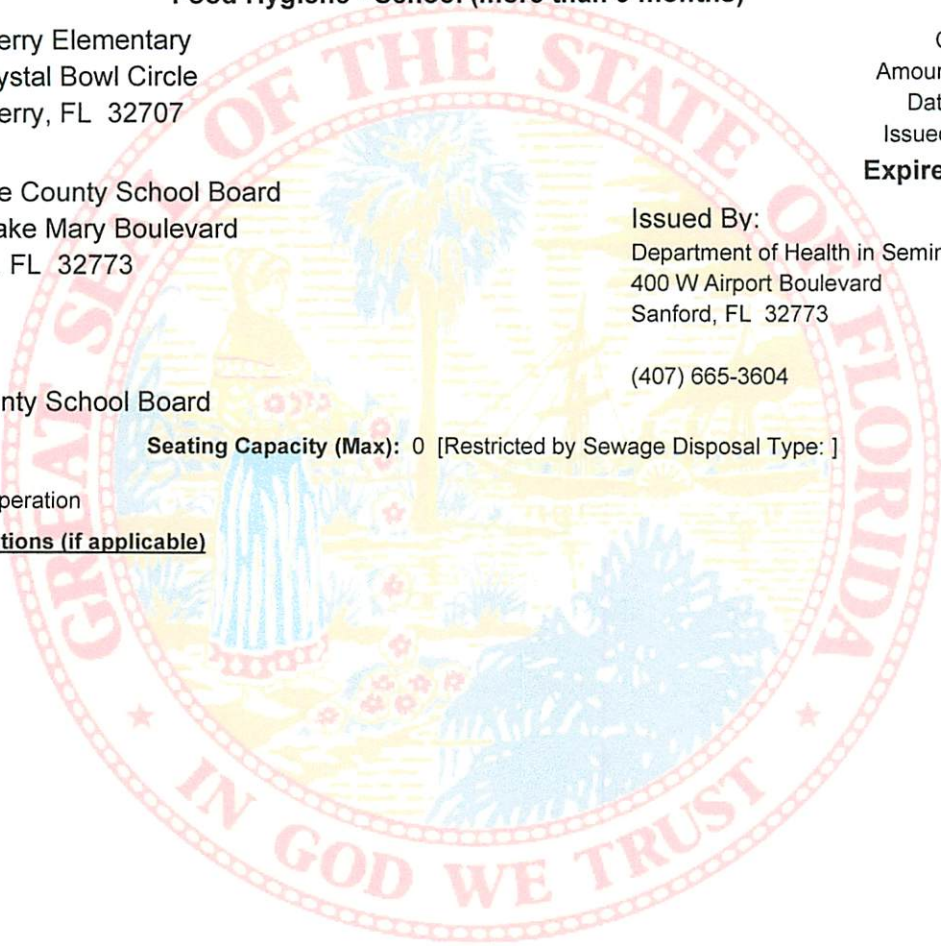 Food Hygiene - School (more than 9 months)
erry Elementary
ystal Bowl Circle
erry, FL 32707
e County School Board
ake Mary Boulevard
FL 32773
nty School Board
Amoun
Dat
Issued
Expire
Issued By:
Department of Health in Semin
400 W Airport Boulevard
Sanford, FL 32773
(407) 665-3604
Seating Capacity (Max): 0 [Restricted by Sewage Disposal Type: ]
peration
tions (if applicable)
GREAT SEAL OF THE STATE OF FLORIDA
IN GOD WE TRUST